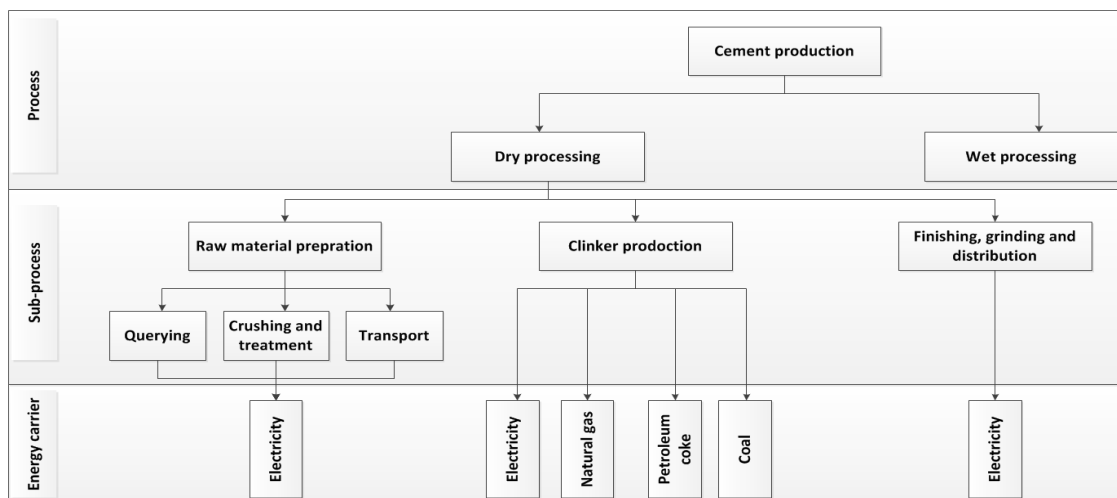 Process
Cement production
Dry processing
Wet processing
Sub-process
Raw material prepration
Clinker prodoction
Finishing, grinding and
distribution
Querying
Crushing and
treatment
Transport
Energy carrier
Electricity
Electricity
Natural gas
Petroleum
coke
Coal
Electricity